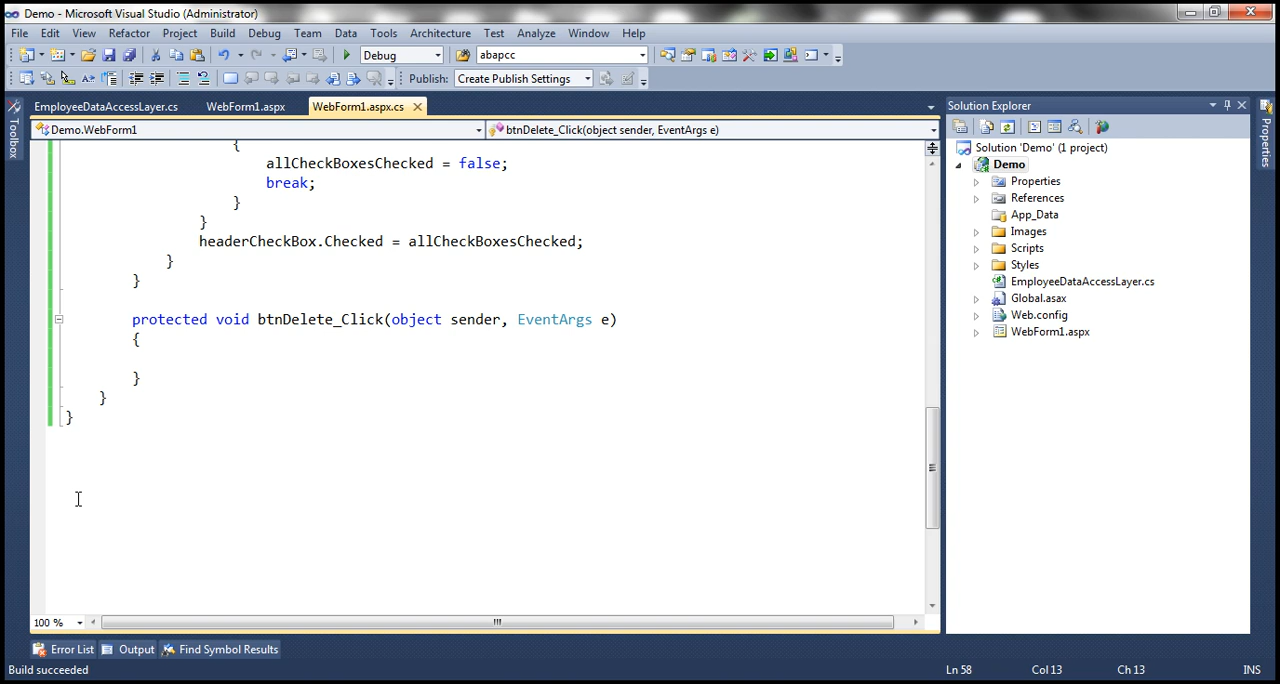 Demo - Microsoft Visual Studio (Administrator)
File Edit View Refactor Project Build Debug Team Data Tools Architecture Test Analyze Window Help
Debug abapcc
Publish: Create Publish Settings
Toolbox
EmployeeDataAccessLayer.cs WebForm1.aspx WebForm1.aspx.cs
Demo.WebForm1 btnDelete_Click(object sender, EventArgs e)
{
allCheckBoxesChecked = false;
break;
}
}
headerCheckBox.Checked = allCheckBoxesChecked;
}
}
protected void btnDelete_Click(object sender, EventArgs e)
{
}
}
}
100 %
Solution Explorer
Solution 'Demo' (1 project)
Demo
Properties
References
App_Data
Images
Scripts
Styles
EmployeeDataAccessLayer.cs
Global.asax
Web.config
WebForm1.aspx
Properties
Error List Output Find Symbol Results
Build succeeded Ln 58 Col 13 Ch 13 INS